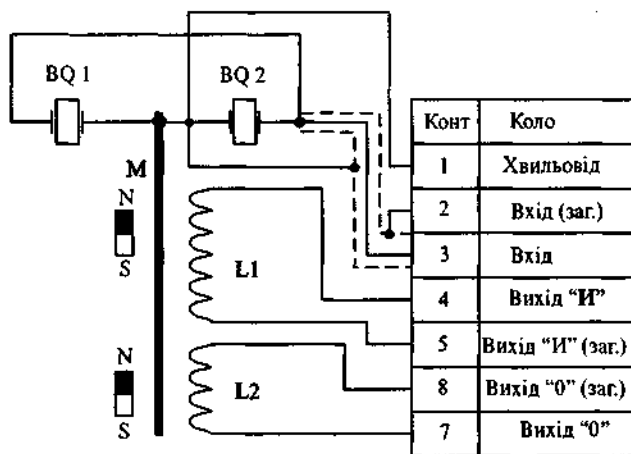 BQ 1
BQ 2
M
N
S
L1
N
S
L2
Конт Коло
1 Хвильовід
2 Вхід (заг.)
3 Вхід
4 Вихід "И"
5 Вихід "И" (заг.)
8 Вихід "0" (заг.)
7 Вихід "0"